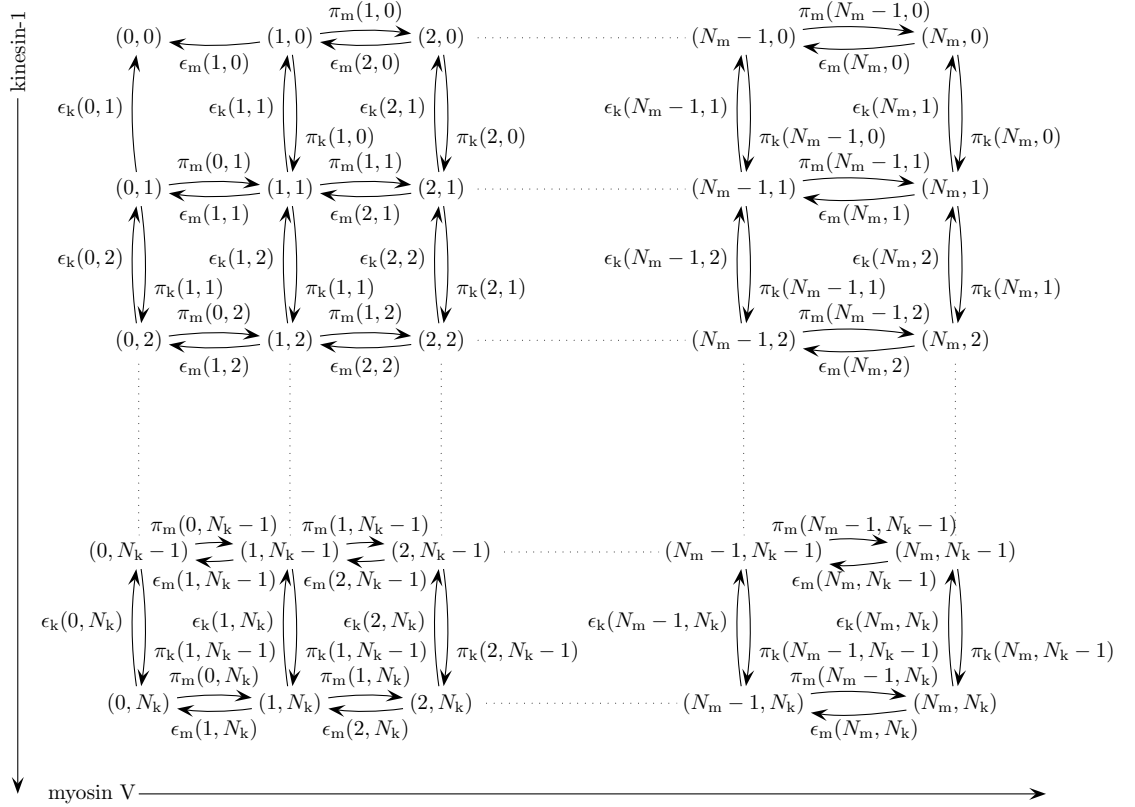 kinesin-1
π_m(1, 0) π_m(N_m − 1, 0)
(0, 0) (1, 0) (2, 0) (N_m − 1, 0) (N_m, 0)
ϵ_m(1, 0) ϵ_m(2, 0) ϵ_m(N_m, 0)
ϵ_k(0, 1) ϵ_k(1, 1) ϵ_k(2, 1) ϵ_k(N_m − 1, 1) ϵ_k(N_m, 1)
π_k(1, 0) π_k(2, 0) π_k(N_m − 1, 0) π_k(N_m, 0)
π_m(0, 1) π_m(1, 1) π_m(N_m − 1, 1)
(0, 1) (1, 1) (2, 1) (N_m − 1, 1) (N_m, 1)
ϵ_m(1, 1) ϵ_m(2, 1) ϵ_m(N_m, 1)
ϵ_k(0, 2) ϵ_k(1, 2) ϵ_k(2, 2) ϵ_k(N_m − 1, 2) ϵ_k(N_m, 2)
π_k(1, 1) π_k(1, 1) π_k(2, 1) π_k(N_m − 1, 1) π_k(N_m, 1)
π_m(0, 2) π_m(1, 2) π_m(N_m − 1, 2)
(0, 2) (1, 2) (2, 2) (N_m − 1, 2) (N_m, 2)
ϵ_m(1, 2) ϵ_m(2, 2) ϵ_m(N_m, 2)
π_m(0, N_k − 1) π_m(1, N_k − 1) π_m(N_m − 1, N_k − 1)
(0, N_k − 1) (1, N_k − 1) (2, N_k − 1) (N_m − 1, N_k − 1) (N_m, N_k − 1)
ϵ_m(1, N_k − 1) ϵ_m(2, N_k − 1) ϵ_m(N_m, N_k − 1)
ϵ_k(0, N_k) ϵ_k(1, N_k) ϵ_k(2, N_k) ϵ_k(N_m − 1, N_k) ϵ_k(N_m, N_k)
π_k(1, N_k − 1) π_k(1, N_k − 1) π_k(2, N_k − 1) π_k(N_m − 1, N_k − 1) π_k(N_m, N_k − 1)
π_m(0, N_k) π_m(1, N_k) π_m(N_m − 1, N_k)
(0, N_k) (1, N_k) (2, N_k) (N_m − 1, N_k) (N_m, N_k)
ϵ_m(1, N_k) ϵ_m(2, N_k) ϵ_m(N_m, N_k)
myosin V